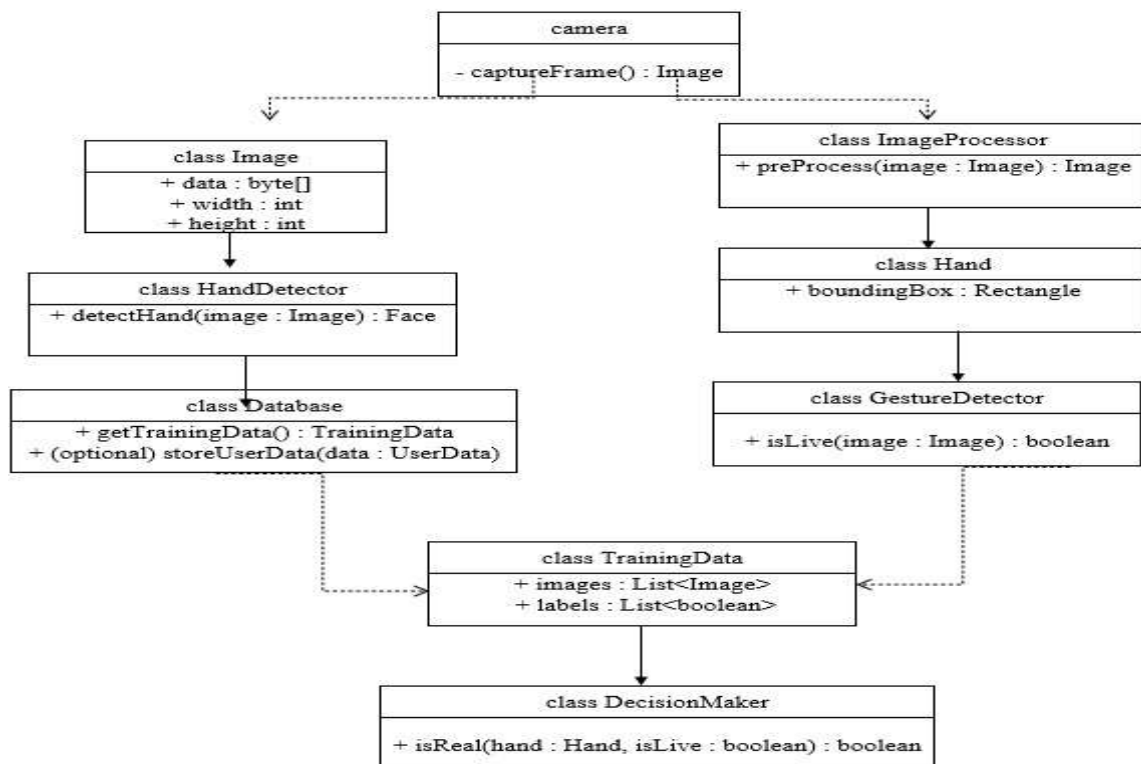 camera
- captureFrame() : Image
class Image
+ data : byte[]
+ width : int
+ height : int
class ImageProcessor
+ preProcess(image : Image) : Image
class HandDetector
+ detectHand(image : Image) : Face
class Hand
+ boundingBox : Rectangle
class Database
+ getTrainingData() : TrainingData
+ (optional) storeUserData(data : UserData)
class GestureDetector
+ isLive(image : Image) : boolean
class TrainingData
+ images : List<Image>
+ labels : List<boolean>
class DecisionMaker
+ isReal(hand : Hand, isLive : boolean) : boolean